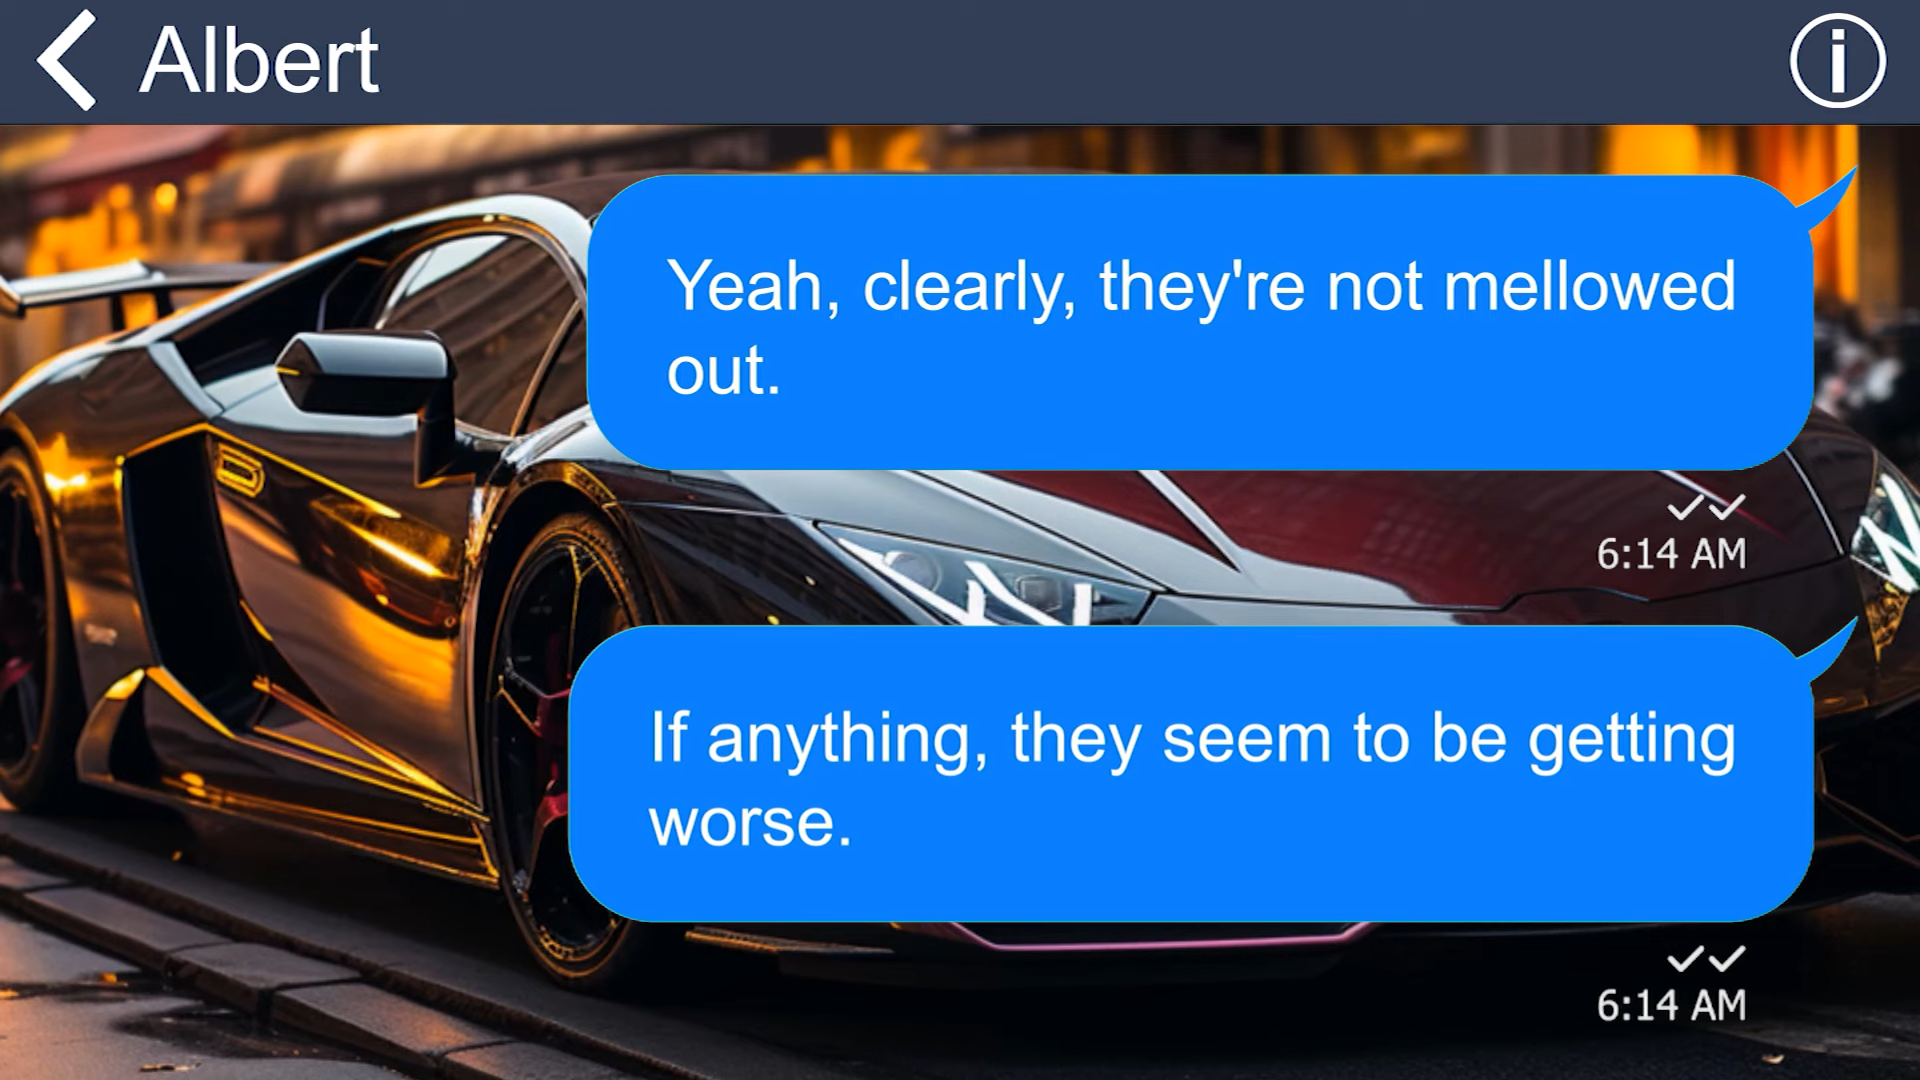 Albert
Yeah, clearly, they're not mellowed
out.
6:14 AM
If anything, they seem to be getting
worse.
6:14 AM